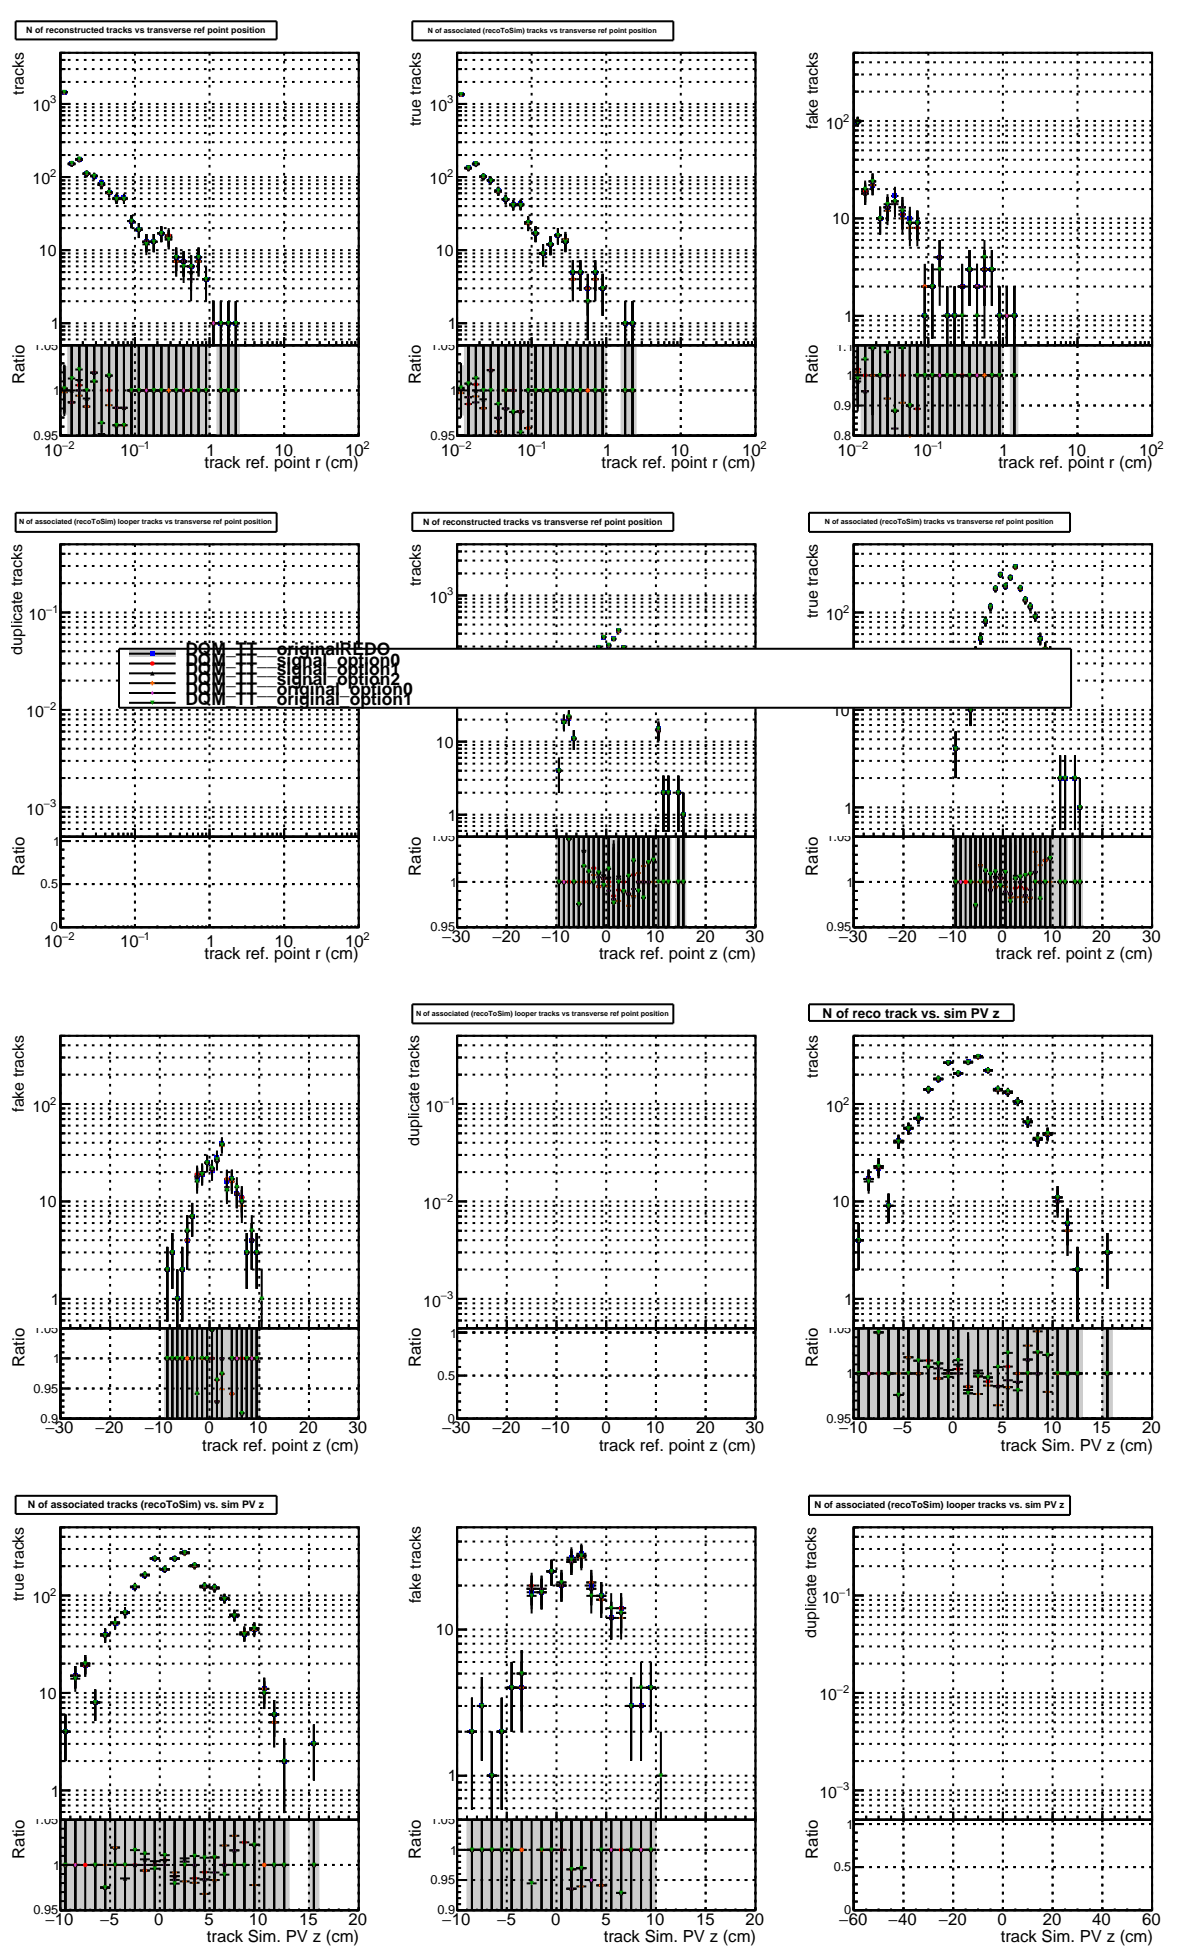 N of reconstructed tracks vs transverse ref point position
tracks
10³
10²
10
1
Ratio
1.05
1
0.95
10⁻² 10⁻¹ 1 10 10²
track ref. point r (cm)
N of associated (recoToSim) tracks vs transverse ref point position
true tracks
10³
10²
10
1
Ratio
1.05
1
0.95
10⁻² 10⁻¹ 1 10 10²
track ref. point r (cm)
fake tracks
10²
10
1
Ratio
1.1
1
0.9
0.8
10⁻² 10⁻¹ 1 10 10²
track ref. point r (cm)
N of associated (recoToSim) looper tracks vs transverse ref point position
duplicate tracks
10⁻¹
10⁻²
10⁻³
Ratio
1
0.5
0
10⁻² 10⁻¹ 1 10 10²
track ref. point r (cm)
N of reconstructed tracks vs transverse ref point position
tracks
10³
10
1
Ratio
1.05
1
0.95
−30 −20 −10 0 10 20 30
track ref. point z (cm)
N of associated (recoToSim) tracks vs transverse ref point position
true tracks
10²
10
1
Ratio
1.05
1
0.95
−30 −20 −10 0 10 20 30
track ref. point z (cm)
DQM_TT__originalREDO
DQM_TT__signal_option0
DQM_TT__signal_option1
DQM_TT__signal_option2
DQM_TT__original_option0
DQM_TT__original_option1
fake tracks
10²
10
1
Ratio
1.05
1
0.95
0.9
−30 −20 −10 0 10 20 30
track ref. point z (cm)
N of associated (recoToSim) looper tracks vs transverse ref point position
duplicate tracks
10⁻¹
10⁻²
10⁻³
Ratio
1
0.5
0
−30 −20 −10 0 10 20 30
track ref. point z (cm)
N of reco track vs. sim PV z
tracks
10²
10
1
Ratio
1.05
1
0.95
−10 −5 0 5 10 15 20
track Sim. PV z (cm)
N of associated tracks (recoToSim) vs. sim PV z
true tracks
10²
10
1
Ratio
1.05
1
0.95
−10 −5 0 5 10 15 20
track Sim. PV z (cm)
fake tracks
10
1
Ratio
1.05
1
0.95
0.9
−10 −5 0 5 10 15 20
track Sim. PV z (cm)
N of associated (recoToSim) looper tracks vs. sim PV z
duplicate tracks
10⁻¹
10⁻²
10⁻³
Ratio
1
0.5
0
−60 −40 −20 0 20 40 60
track Sim. PV z (cm)